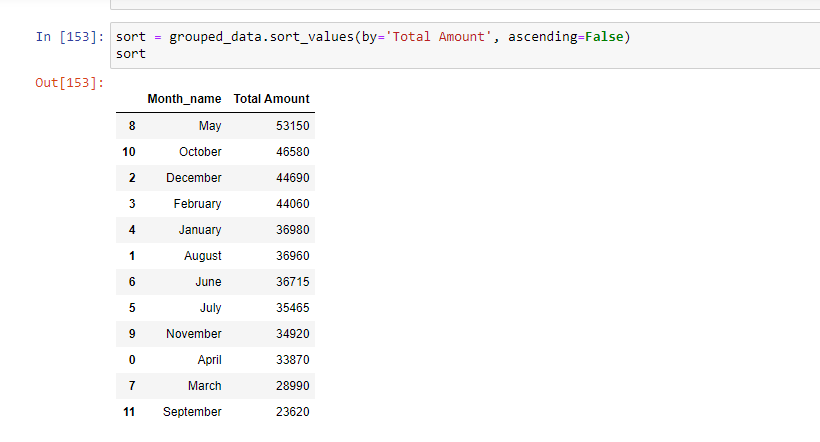 In [153]: sort = grouped_data.sort_values(by='Total Amount', ascending=False)
sort
Out[153]:
Month_name Total Amount
8 May 53150
10 October 46580
2 December 44690
3 February 44060
4 January 36980
1 August 36960
6 June 36715
5 July 35465
9 November 34920
0 April 33870
7 March 28990
11 September 23620